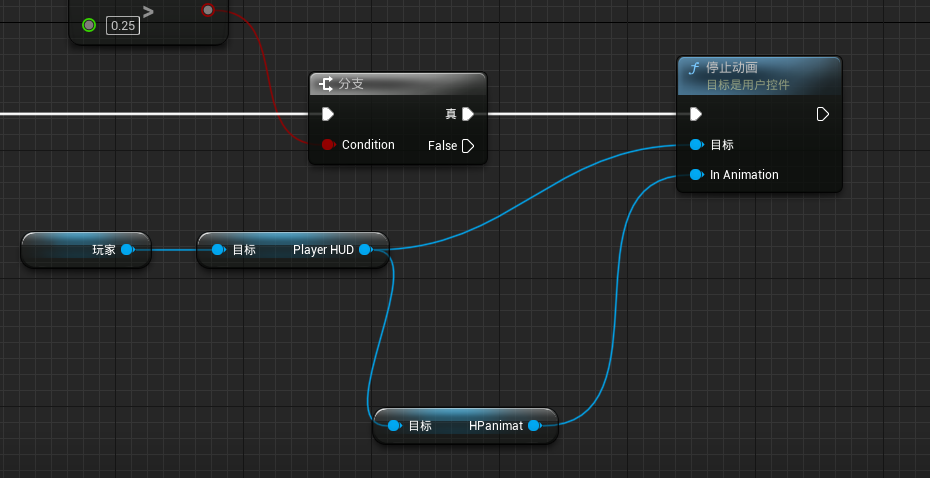 >
0.25
分支
真
Condition
False
停止动画
目标是用户控件
目标
In Animation
玩家
目标
Player HUD
目标
HPanimat